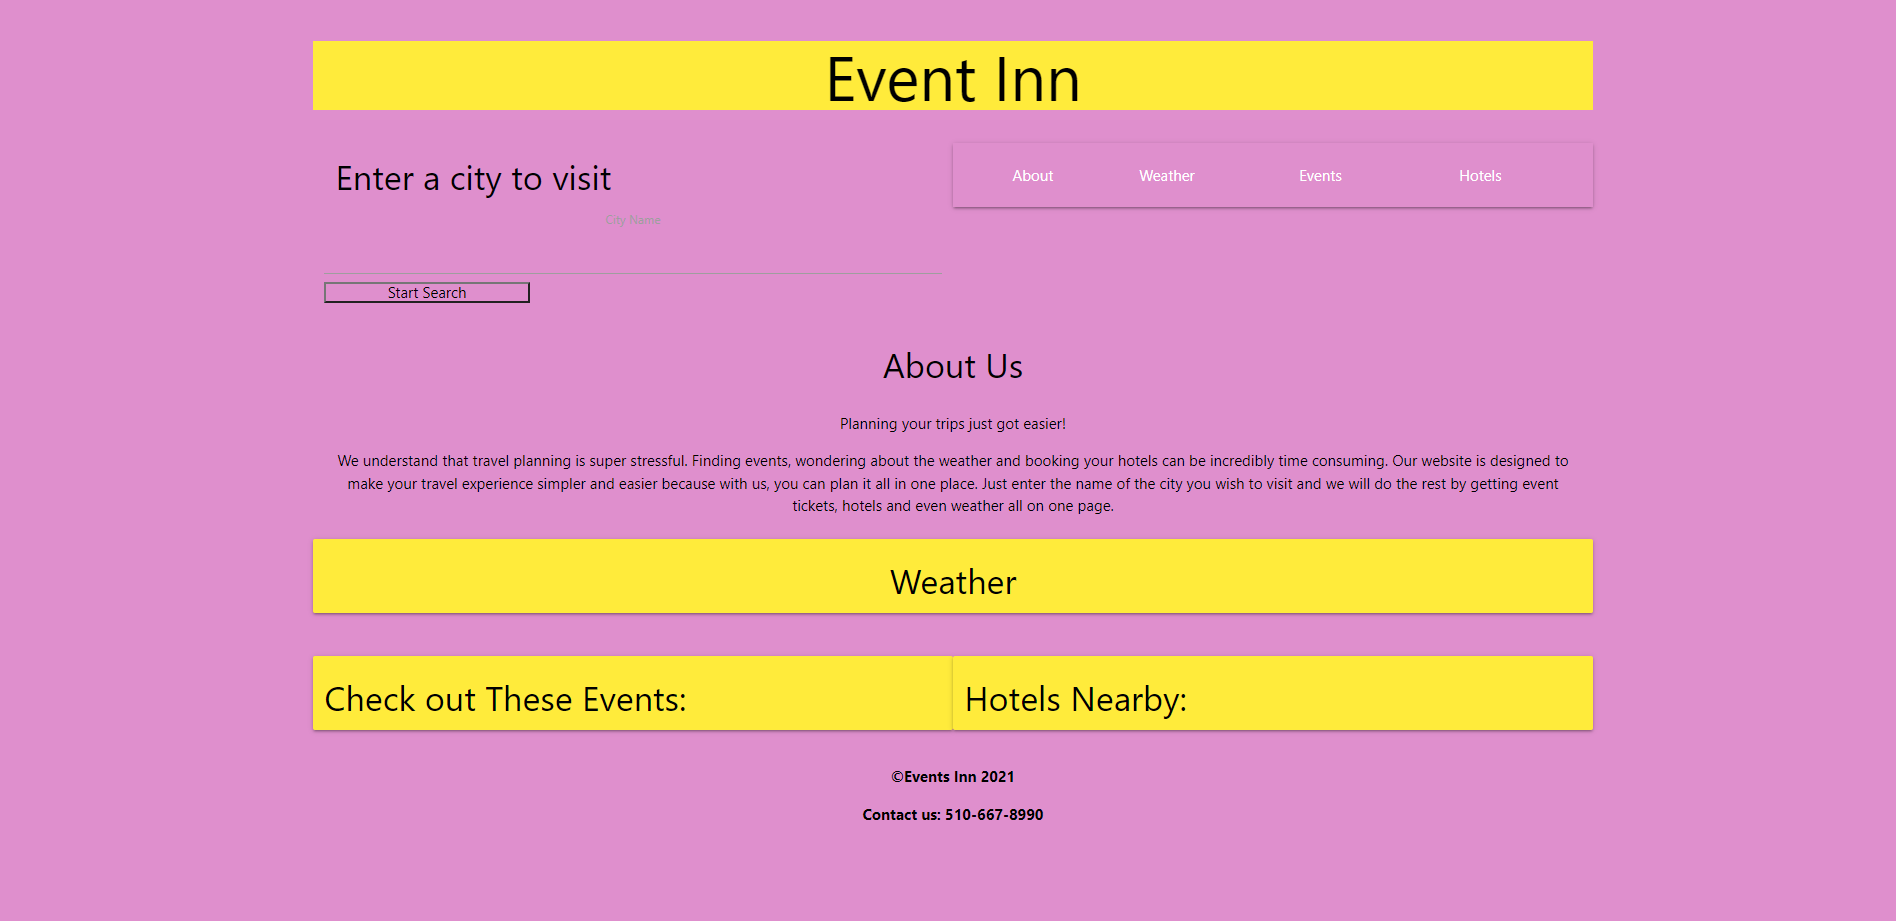 Event Inn
Enter a city to visit
City Name
Start Search
About
Weather
Events
Hotels
About Us
Planning your trips just got easier!
We understand that travel planning is super stressful. Finding events, wondering about the weather and booking your hotels can be incredibly time consuming. Our website is designed to
make your travel experience simpler and easier because with us, you can plan it all in one place. Just enter the name of the city you wish to visit and we will do the rest by getting event
tickets, hotels and even weather all on one page.
Weather
Check out These Events:
Hotels Nearby:
©Events Inn 2021
Contact us: 510-667-8990